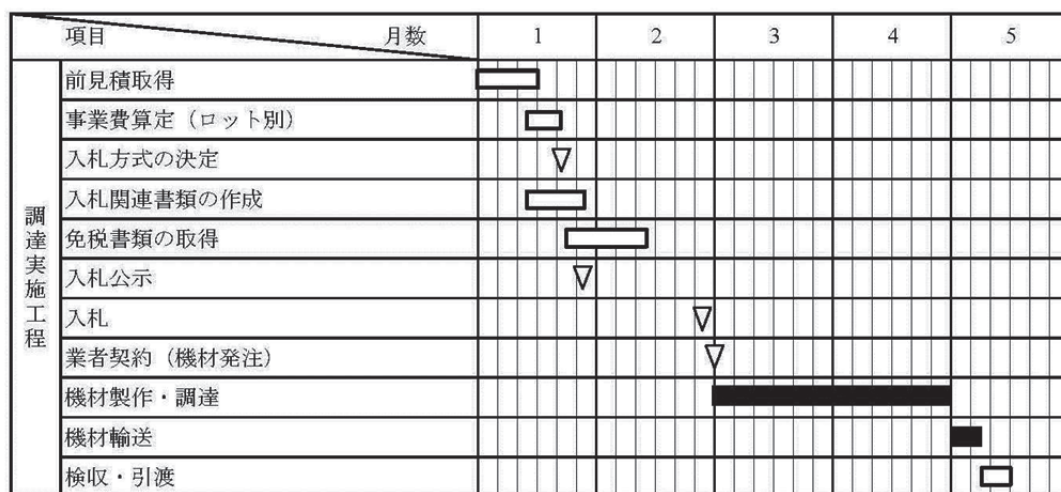 項目 月数 1 2 3 4 5
調達実施工程
前見積取得
事業費算定（ロット別）
入札方式の決定
入札関連書類の作成
免税書類の取得
入札公示
入札
業者契約（機材発注）
機材製作・調達
機材輸送
検収・引渡